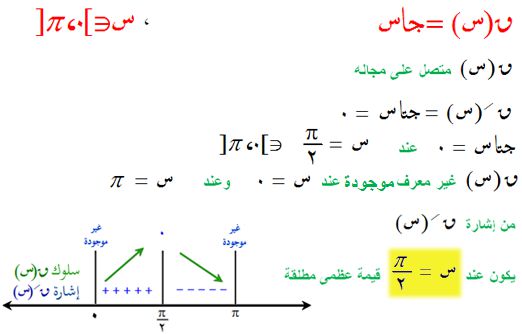 ق(س) = جاس ، س∈]٠،π[
ق(س) متصل على مجاله
ق´(س) = جتاس = ٠
جتاس = ٠ عند س = π/٢ ∈]٠،π[
ق(س) غير معرف موجودة عند س = ٠ وعند س = π
من إشارة ق´(س)
يكون عند س = π/٢ قيمة عظمى مطلقة
غير موجودة
٠
غير موجودة
سلوك ق(س)
إشارة ق´(س)
+ + + + +
– – – – –
٠
π/٢
π